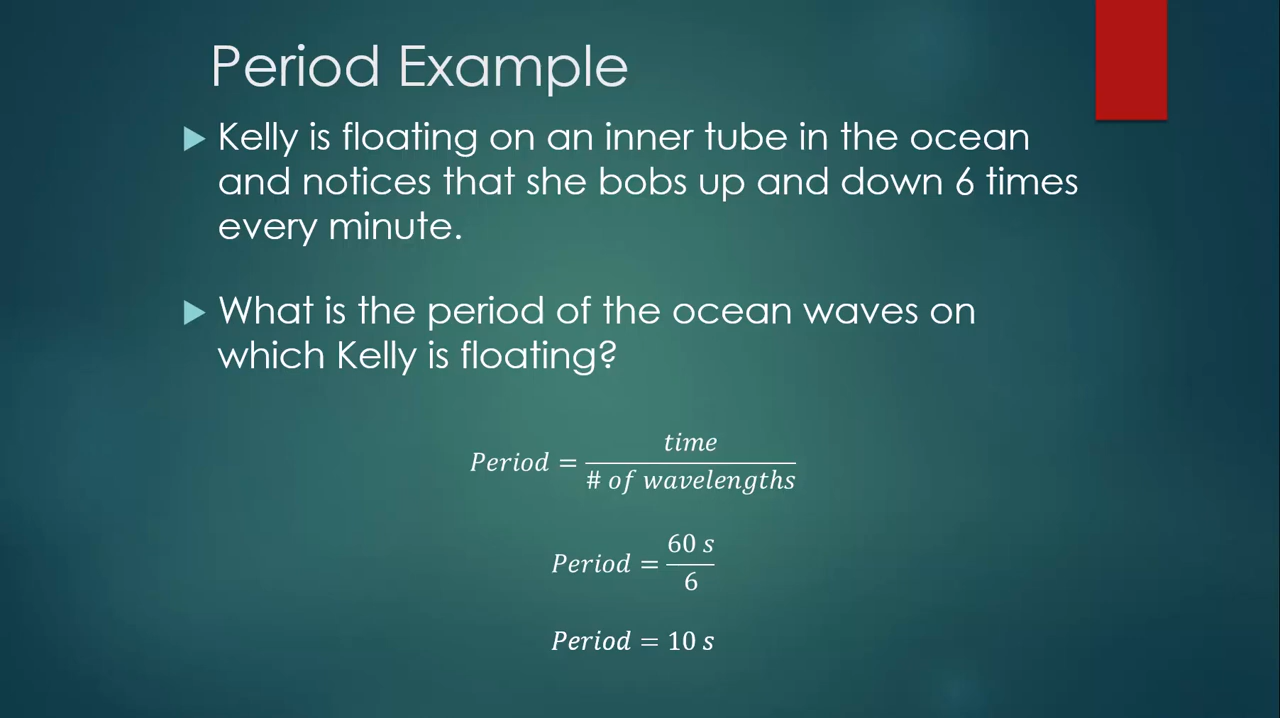 Period Example
Kelly is floating on an inner tube in the ocean
and notices that she bobs up and down 6 times
every minute.
What is the period of the ocean waves on
which Kelly is floating?
Period = time / # of wavelengths
Period = 60 s / 6
Period = 10 s